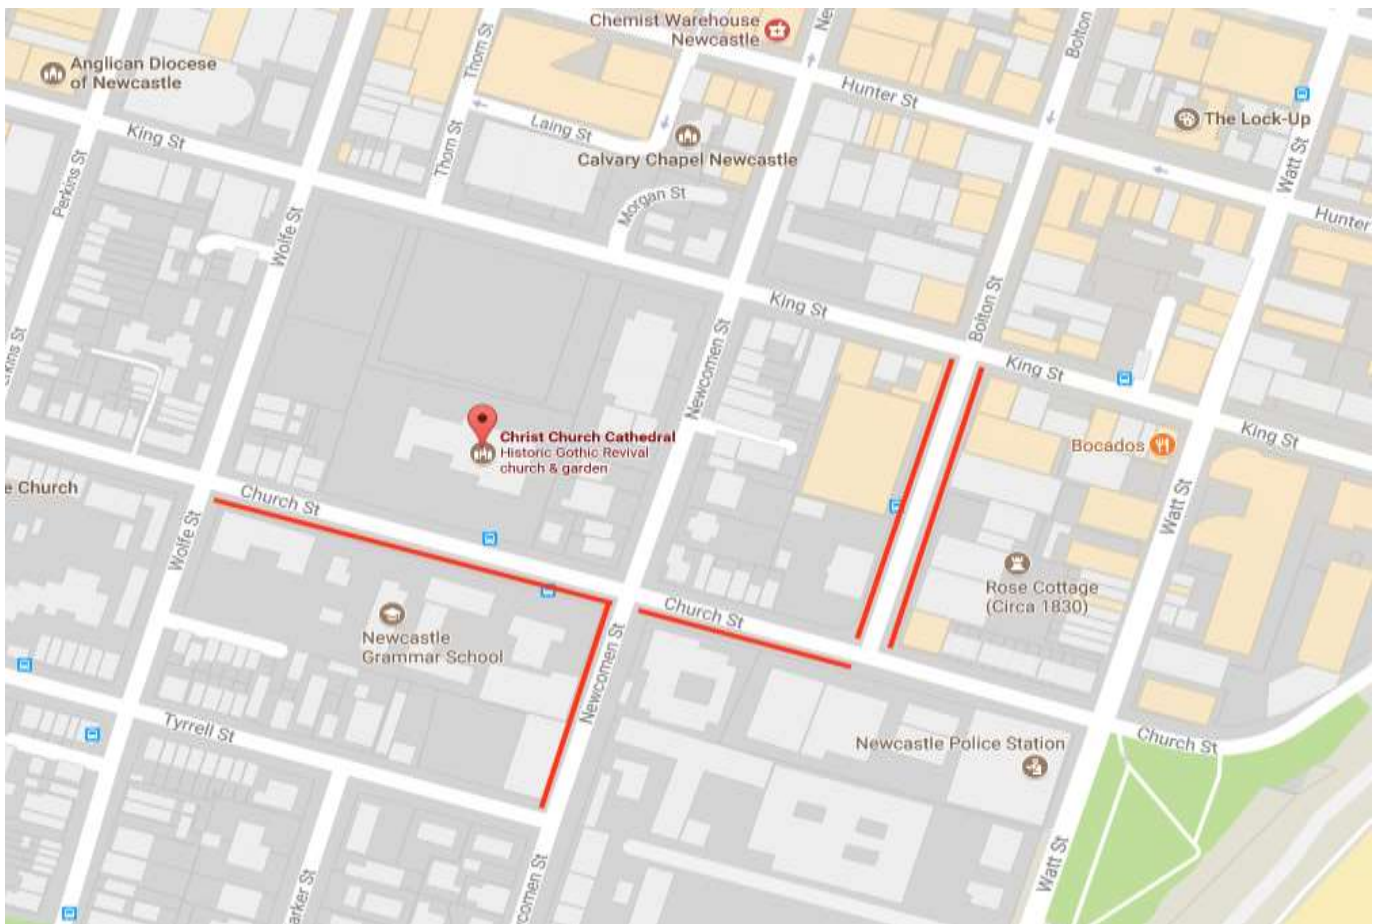 Chemist Warehouse
Newcastle
Anglican Diocese
of Newcastle
Thorn St
Bolton
Hunter St
The Lock-Up
King St
Laing St
Calvary Chapel Newcastle
Thorn St
Perkins St
Morgan St
Watt St
Hunter
Wolfe St
Bolton St
King St
Newcomen St
King St
Christ Church Cathedral
Historic Gothic Revival
church & garden
Bocados
King St
e Church
Church St
Watt St
Wolfe St
Rose Cottage
(Circa 1830)
Church St
Newcastle
Grammar School
Newcomen St
Tyrrell St
Newcastle Police Station
Church St
Watt St
arker St
comen St